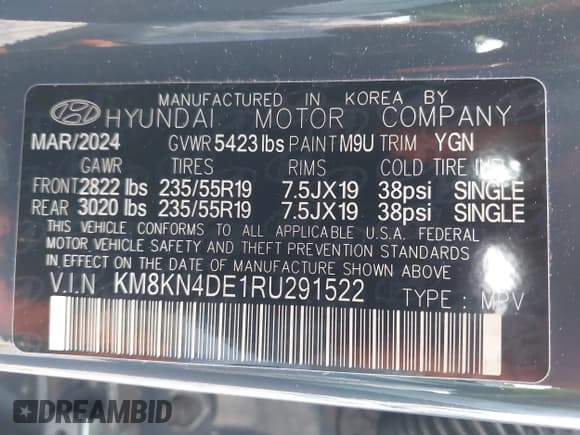 MANUFACTURED IN KOREA BY
HYUNDAI MOTOR COMPANY
MAR/2024 GVWR 5423 lbs PAINT M9U TRIM YGN
GAWR TIRES RIMS COLD TIRE INF.
FRONT 2822 lbs 235/55R19 7.5JX19 38psi SINGLE
REAR 3020 lbs 235/55R19 7.5JX19 38psi SINGLE
THIS VEHICLE CONFORMS TO ALL APPLICABLE U.S.A. FEDERAL
MOTOR VEHICLE SAFETY AND THEFT PREVENTION STANDARDS
IN EFFECT ON THE DATE OF MANUFACTURE SHOWN ABOVE.
V.I.N KM8KN4DE1RU291522 TYPE : MPV
DREAMBID